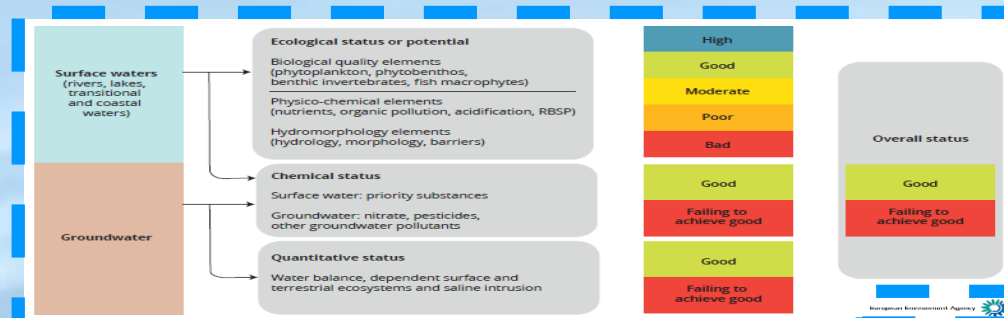 Surface waters
(rivers, lakes,
transitional
and coastal
waters)
Groundwater
Ecological status or potential
Biological quality elements
(phytoplankton, phytobenthos,
benthic invertebrates, fish macrophytes)
Physico-chemical elements
(nutrients, organic pollution, acidification, RBSP)
Hydromorphology elements
(hydrology, morphology, barriers)
Chemical status
Surface water: priority substances
Groundwater: nitrate, pesticides,
other groundwater pollutants
Quantitative status
Water balance, dependent surface and
terrestrial ecosystems and saline intrusion
High
Good
Moderate
Poor
Bad
Good
Failing to
achieve good
Good
Failing to
achieve good
Overall status
Good
Failing to
achieve good
European Environment Agency